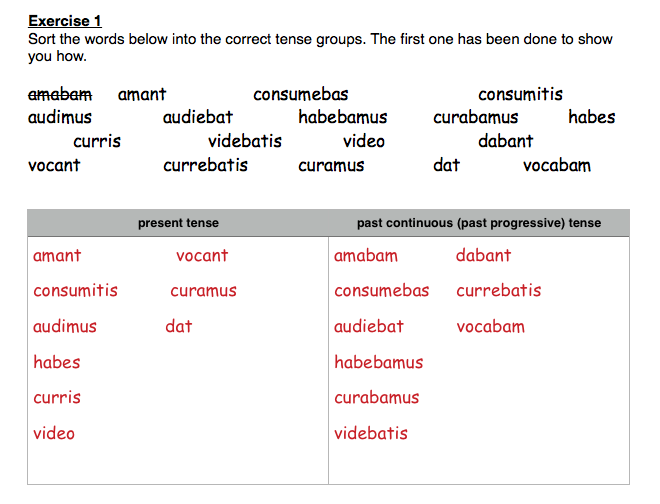 Exercise 1
Sort the words below into the correct tense groups. The first one has been done to show
you how.
amabam amant consumebas consumitis
audimus audiebat habebamus curabamus habes
curris videbatis video dabant
vocant currebatis curamus dat vocabam
present tense past continuous (past progressive) tense
amant vocant amabam dabant
consumitis curamus consumebas currebatis
audimus dat audiebat vocabam
habes habebamus
curris curabamus
video videbatis